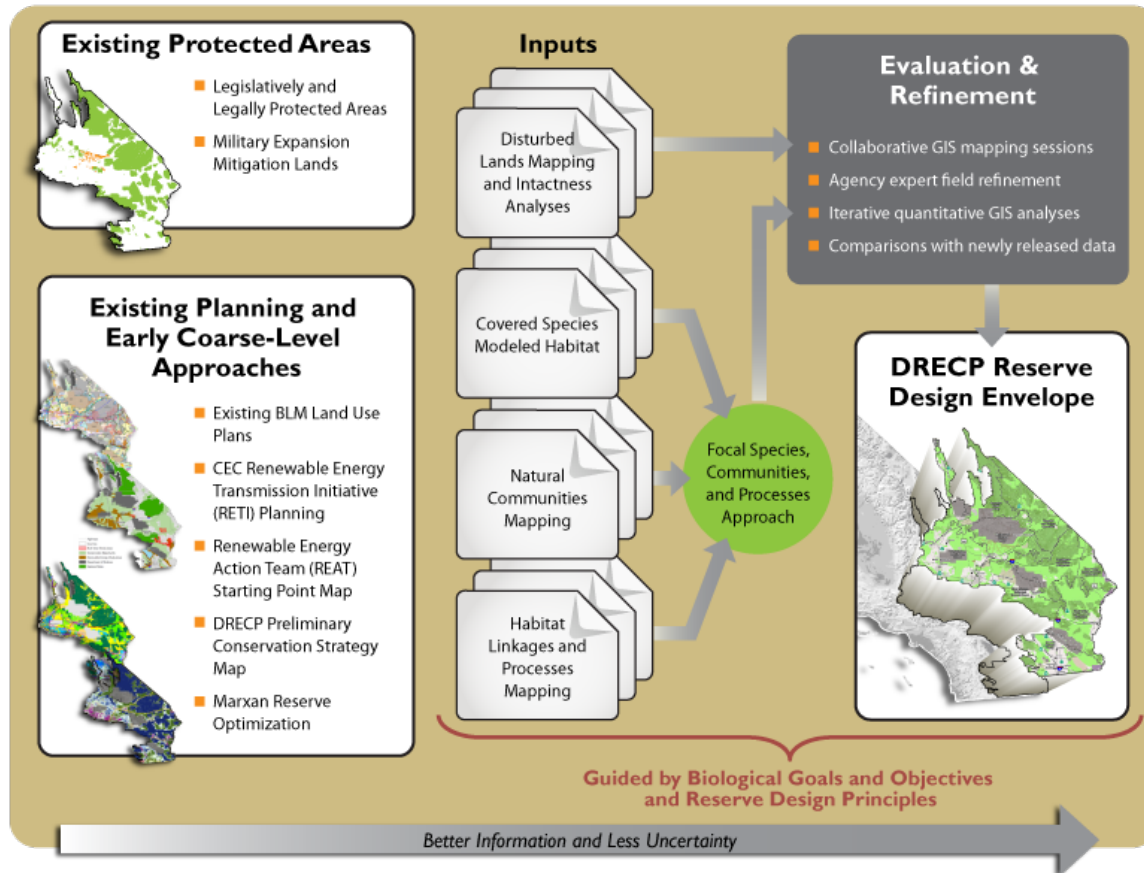 Existing Protected Areas
Legislatively and
Legally Protected Areas
Military Expansion
Mitigation Lands
Existing Planning and
Early Coarse-Level
Approaches
Existing BLM Land Use
Plans
CEC Renewable Energy
Transmission Initiative
(RETI) Planning
Renewable Energy
Action Team (REAT)
Starting Point Map
DRECP Preliminary
Conservation Strategy
Map
Marxan Reserve
Optimization
Inputs
Disturbed
Lands Mapping
and Intactness
Analyses
Covered Species
Modeled Habitat
Natural
Communities
Mapping
Habitat
Linkages and
Processes
Mapping
Focal Species,
Communities,
and Processes
Approach
Evaluation &
Refinement
Collaborative GIS mapping sessions
Agency expert field refinement
Iterative quantitative GIS analyses
Comparisons with newly released data
DRECP Reserve
Design Envelope
Guided by Biological Goals and Objectives
and Reserve Design Principles
Better Information and Less Uncertainty